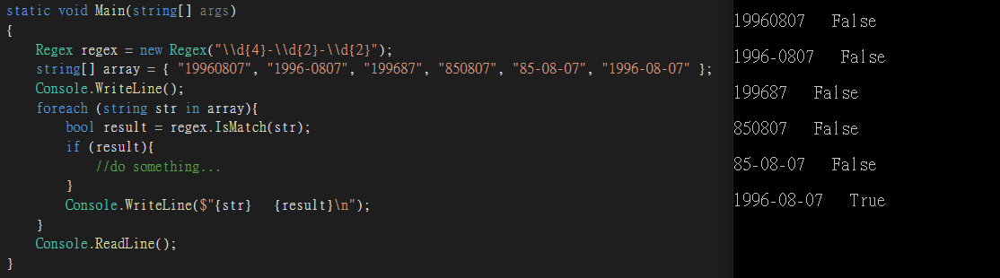 static void Main(string[] args)
{
    Regex regex = new Regex("\\d{4}-\\d{2}-\\d{2}");
    string[] array = { "19960807", "1996-0807", "199687", "850807", "85-08-07", "1996-08-07" };
    Console.WriteLine();
    foreach (string str in array){
        bool result = regex.IsMatch(str);
        if (result){
            //do something...
        }
        Console.WriteLine($"{str}   {result}\n");
    }
    Console.ReadLine();
}
19960807   False
1996-0807   False
199687   False
850807   False
85-08-07   False
1996-08-07   True